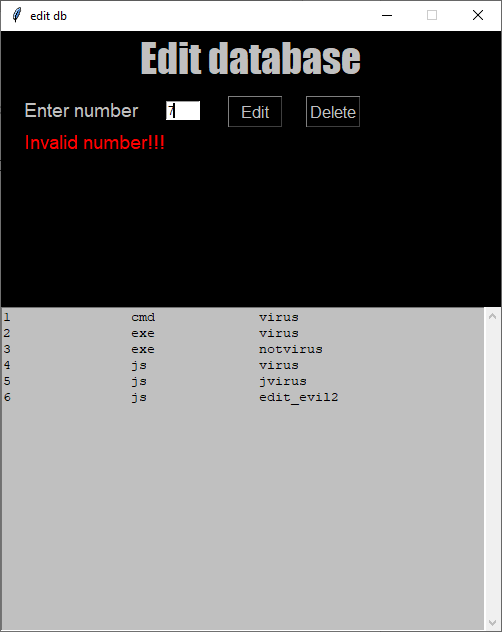 edit db
Edit database
Enter number 7 Edit Delete
Invalid number!!!
1 cmd virus
2 exe virus
3 exe notvirus
4 js virus
5 js jvirus
6 js edit_evil2